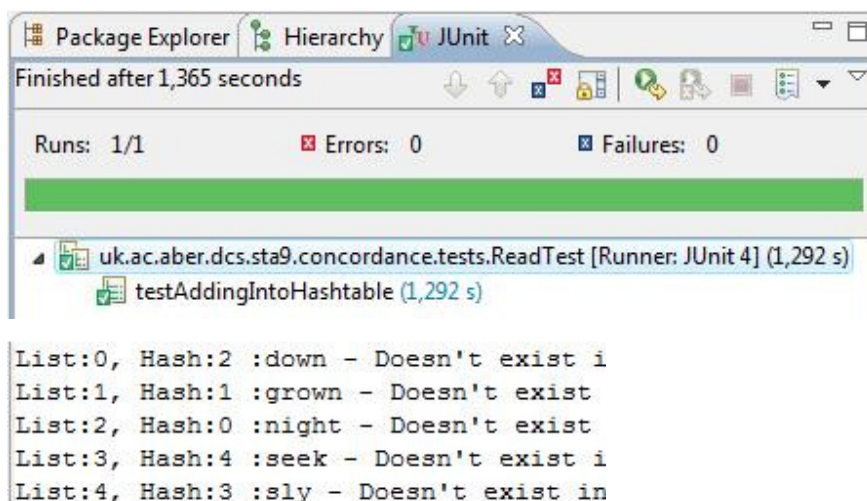 Package Explorer Hierarchy JUnit
Finished after 1,365 seconds
Runs: 1/1 Errors: 0 Failures: 0
uk.ac.aber.dcs.sta9.concordance.tests.ReadTest [Runner: JUnit 4] (1,292 s)
testAddingIntoHashtable (1,292 s)
List:0, Hash:2 :down - Doesn't exist i
List:1, Hash:1 :grown - Doesn't exist
List:2, Hash:0 :night - Doesn't exist
List:3, Hash:4 :seek - Doesn't exist i
List:4, Hash:3 :sly - Doesn't exist in